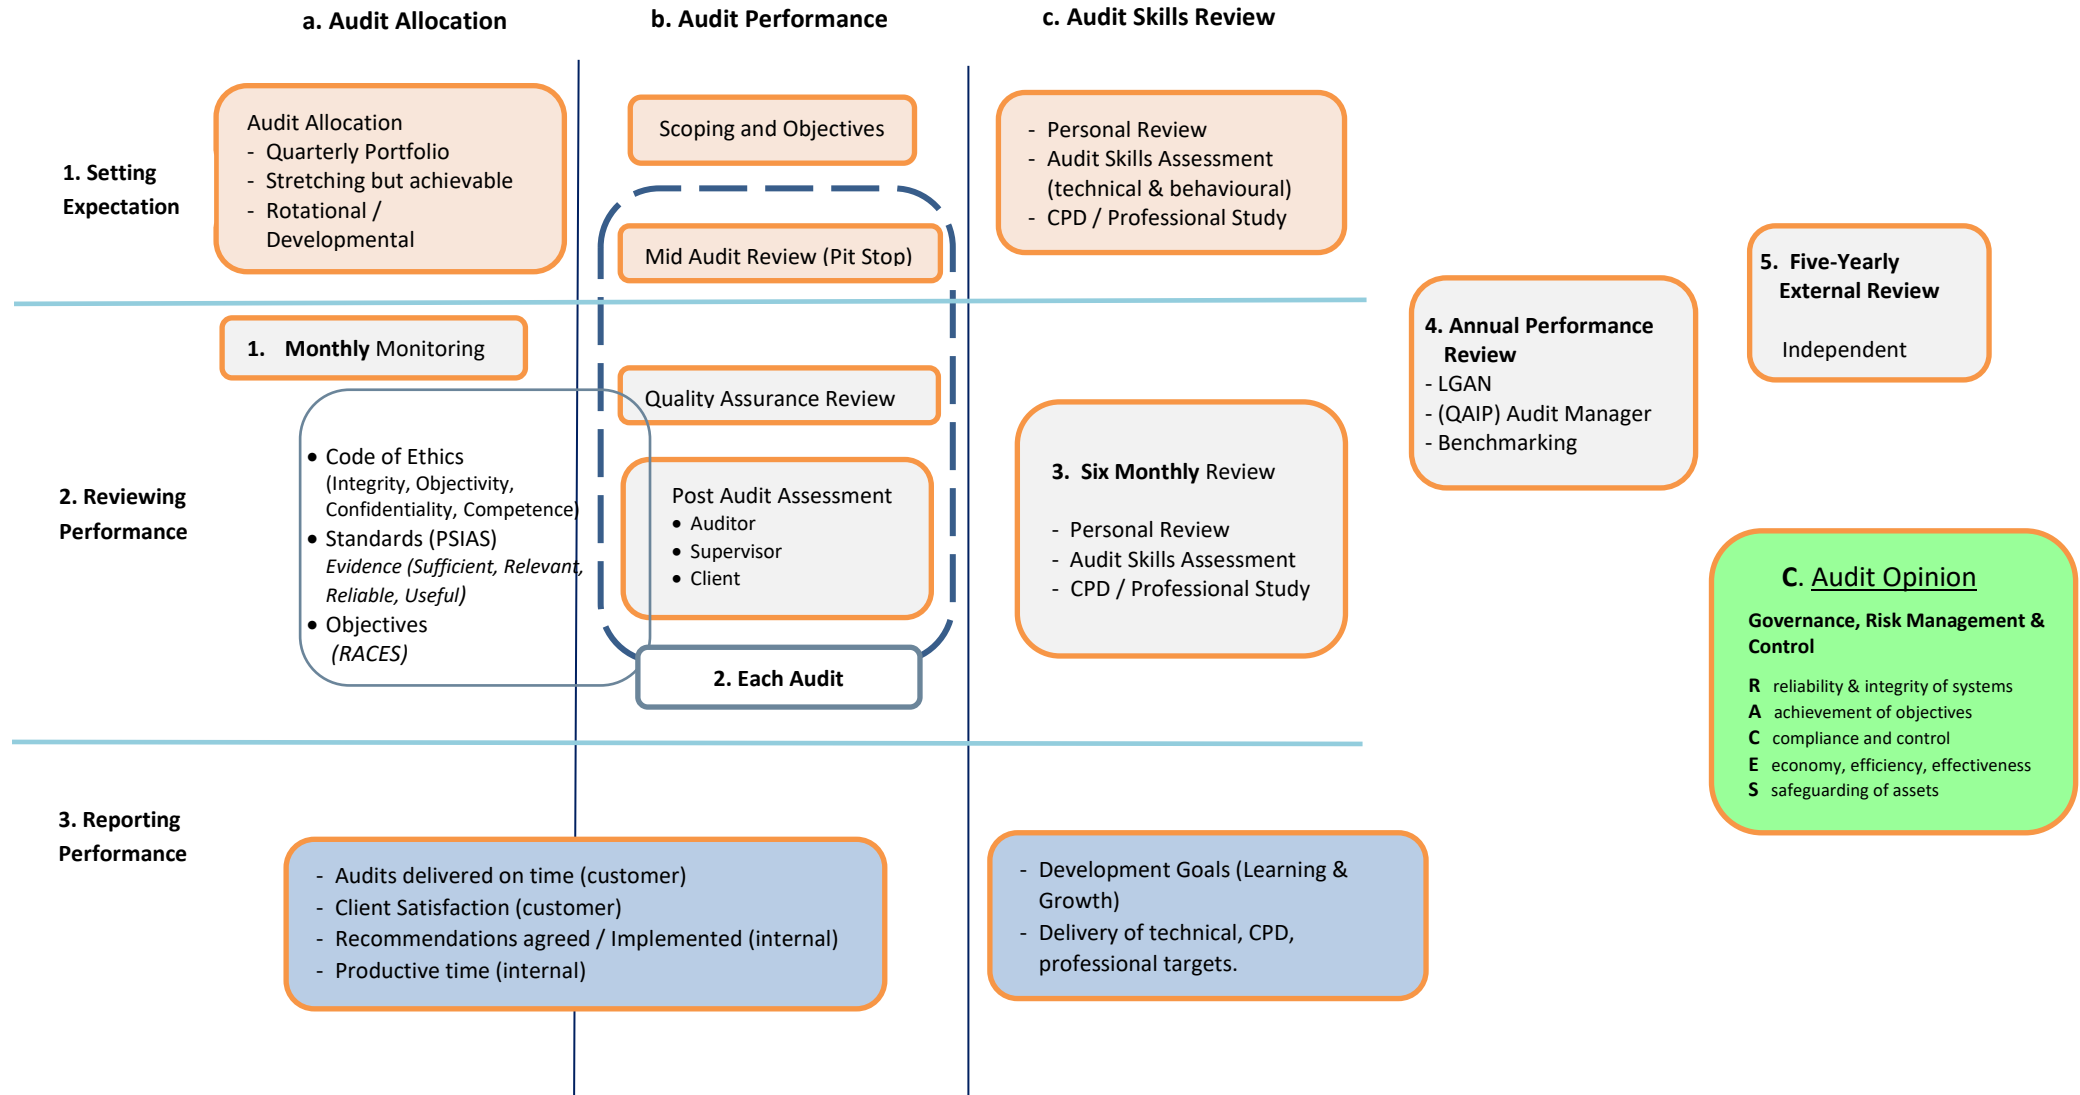 a. Audit Allocation
b. Audit Performance
c. Audit Skills Review
1. Setting
Expectation
Audit Allocation
- Quarterly Portfolio
- Stretching but achievable
- Rotational /
Developmental
Scoping and Objectives
Mid Audit Review (Pit Stop)
- Personal Review
- Audit Skills Assessment
(technical & behavioural)
- CPD / Professional Study
2. Reviewing
Performance
1. Monthly Monitoring
• Code of Ethics
(Integrity, Objectivity,
Confidentiality, Competence)
• Standards (PSIAS)
Evidence (Sufficient, Relevant,
Reliable, Useful)
• Objectives
(RACES)
Quality Assurance Review
Post Audit Assessment
• Auditor
• Supervisor
• Client
2. Each Audit
3. Six Monthly Review
- Personal Review
- Audit Skills Assessment
- CPD / Professional Study
4. Annual Performance
Review
- LGAN
- (QAIP) Audit Manager
- Benchmarking
5. Five-Yearly
External Review
Independent
C. Audit Opinion
Governance, Risk Management &
Control
R reliability & integrity of systems
A achievement of objectives
C compliance and control
E economy, efficiency, effectiveness
S safeguarding of assets
3. Reporting
Performance
- Audits delivered on time (customer)
- Client Satisfaction (customer)
- Recommendations agreed / Implemented (internal)
- Productive time (internal)
- Development Goals (Learning &
Growth)
- Delivery of technical, CPD,
professional targets.